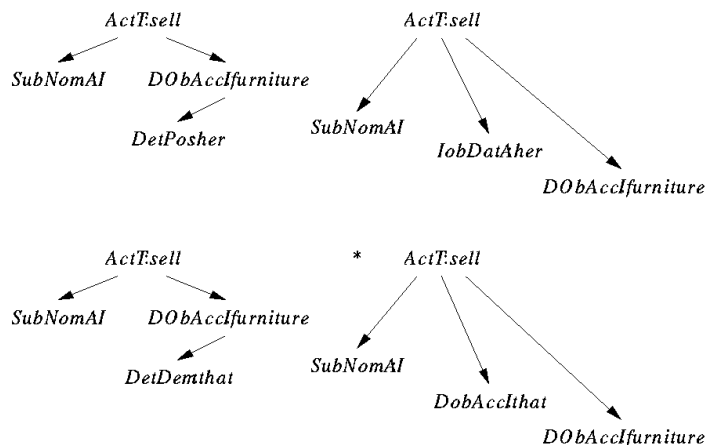 ActT:sell ActT:sell
SubNomAI DObAccIfurniture
DetPosher SubNomAI
IobDatAher
DObAccIfurniture
ActT:sell * ActT:sell
SubNomAI DObAccIfurniture
DetDemthat SubNomAI
DobAccIthat
DObAccIfurniture